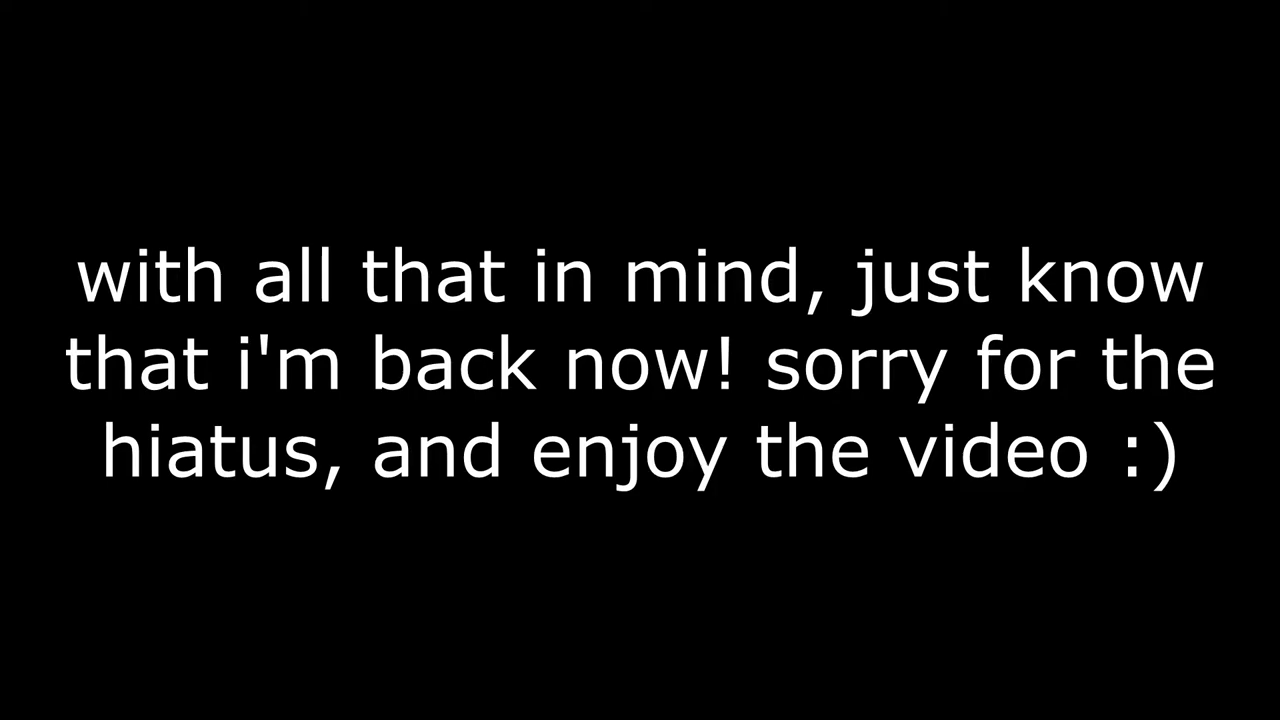 with all that in mind, just know
that i'm back now! sorry for the
hiatus, and enjoy the video :)